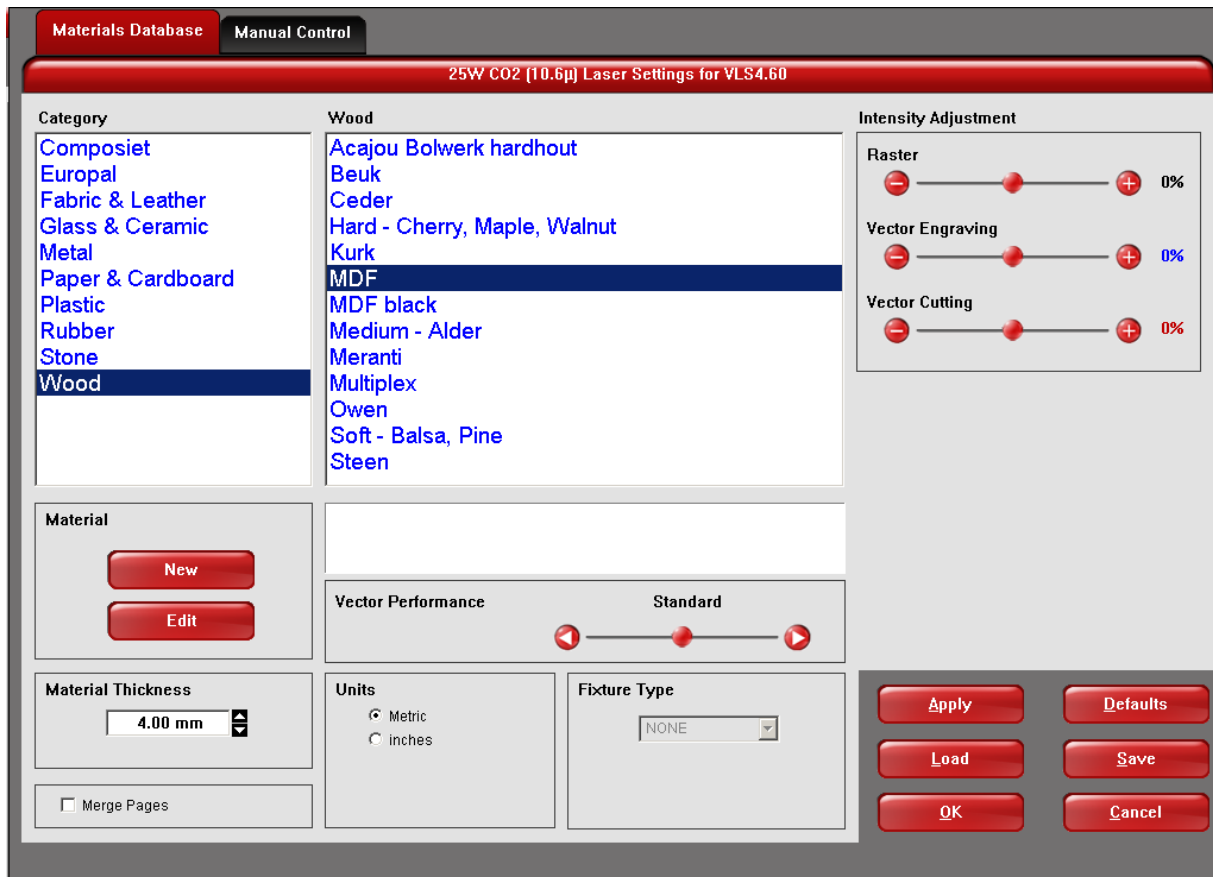 Materials Database
Manual Control
25W CO2 (10.6µ) Laser Settings for VLS4.60
Category
Composiet
Europal
Fabric & Leather
Glass & Ceramic
Metal
Paper & Cardboard
Plastic
Rubber
Stone
Wood
Wood
Acajou Bolwerk hardhout
Beuk
Ceder
Hard - Cherry, Maple, Walnut
Kurk
MDF
MDF black
Medium - Alder
Meranti
Multiplex
Owen
Soft - Balsa, Pine
Steen
Intensity Adjustment
Raster
0%
Vector Engraving
0%
Vector Cutting
0%
Material
New
Edit
Vector Performance
Standard
Material Thickness
4.00 mm
Units
Metric
inches
Fixture Type
NONE
Merge Pages
Apply
Defaults
Load
Save
OK
Cancel